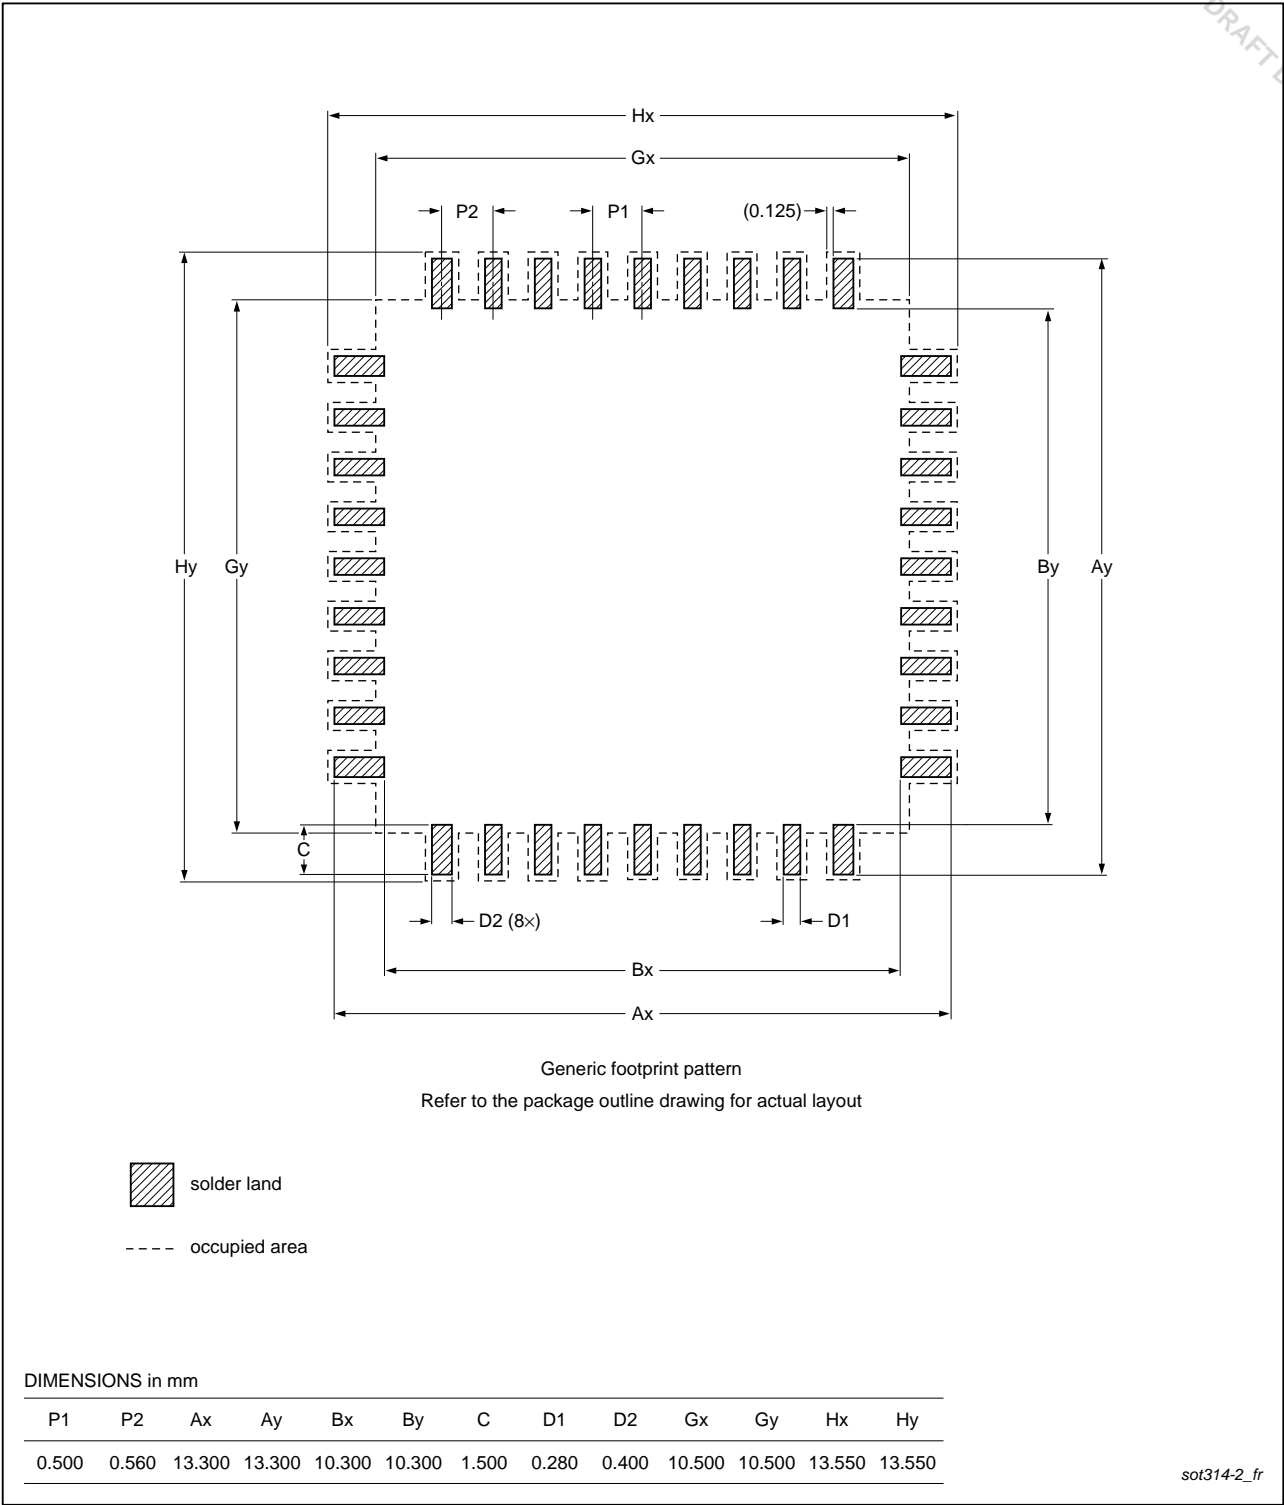 DRAFT
Hx
Gx
P2 P1 (0.125)
Hy Gy By Ay
C
D2 (8×) D1
Bx
Ax
Generic footprint pattern
Refer to the package outline drawing for actual layout
solder land
occupied area
DIMENSIONS in mm
P1 P2 Ax Ay Bx By C D1 D2 Gx Gy Hx Hy
0.500 0.560 13.300 13.300 10.300 10.300 1.500 0.280 0.400 10.500 10.500 13.550 13.550
sot314-2_fr